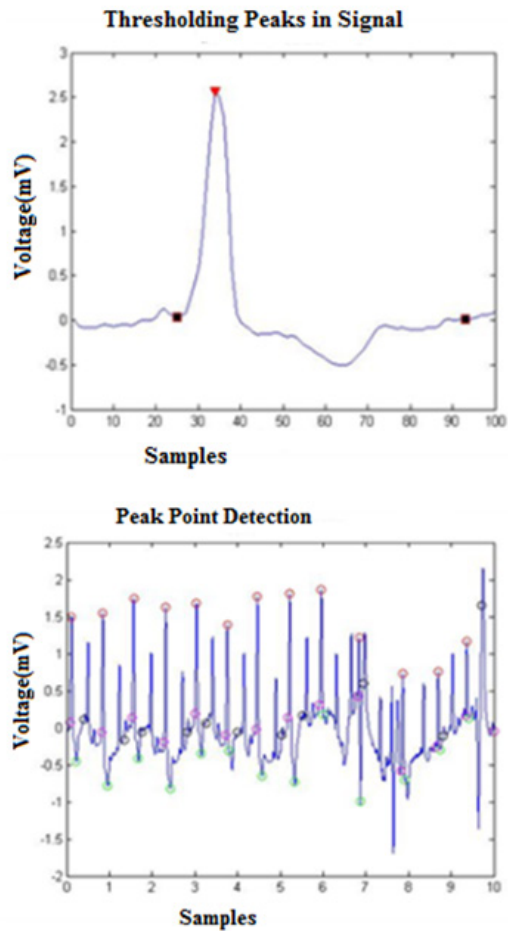 Thresholding Peaks in Signal
3
2.5
2
1.5
1
0.5
0
-0.5
-1
Voltage(mV)
0 10 20 30 40 50 60 70 80 90 100
Samples
Peak Point Detection
2.5
2
1.5
1
0.5
0
-0.5
-1
-1.5
-2
Voltage(mV)
0 1 2 3 4 5 6 7 8 9 10
Samples